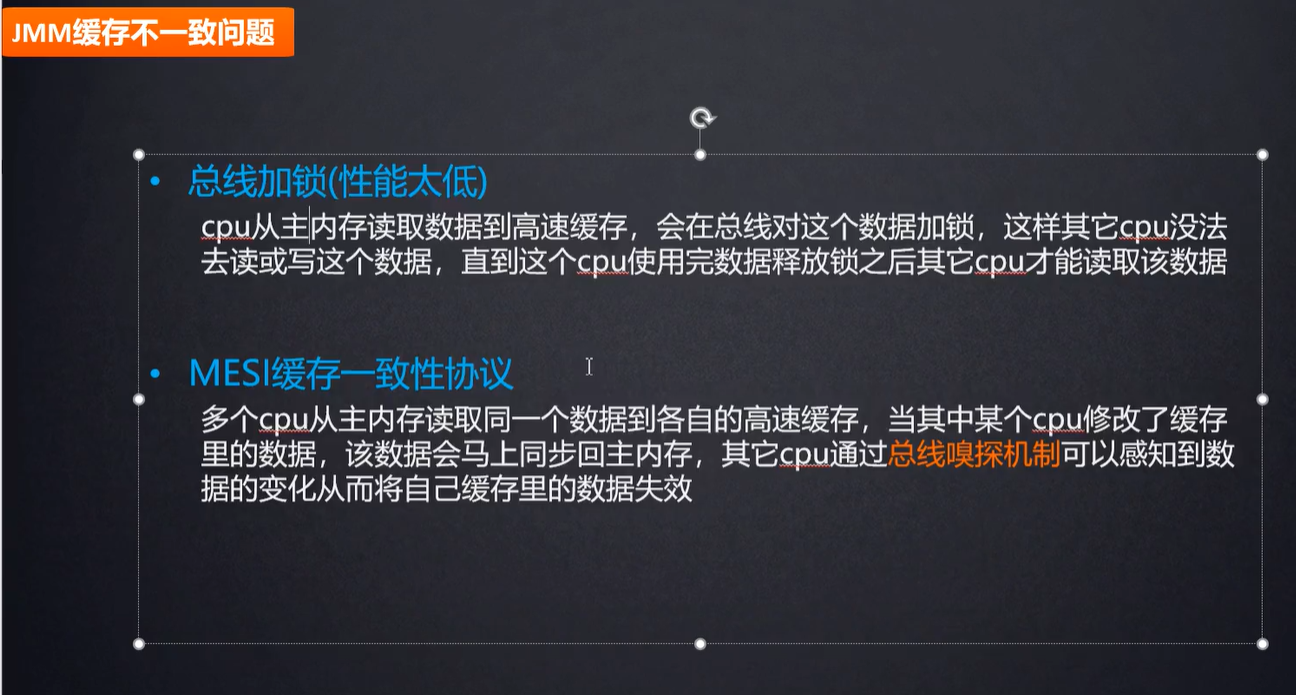 JMM缓存不一致问题
• 总线加锁(性能太低)
cpu从主内存读取数据到高速缓存，会在总线对这个数据加锁，这样其它cpu没法
去读或写这个数据，直到这个cpu使用完数据释放锁之后其它cpu才能读取该数据
• MESI缓存一致性协议
多个cpu从主内存读取同一个数据到各自的高速缓存，当其中某个cpu修改了缓存
里的数据，该数据会马上同步回主内存，其它cpu通过总线嗅探机制可以感知到数
据的变化从而将自己缓存里的数据失效